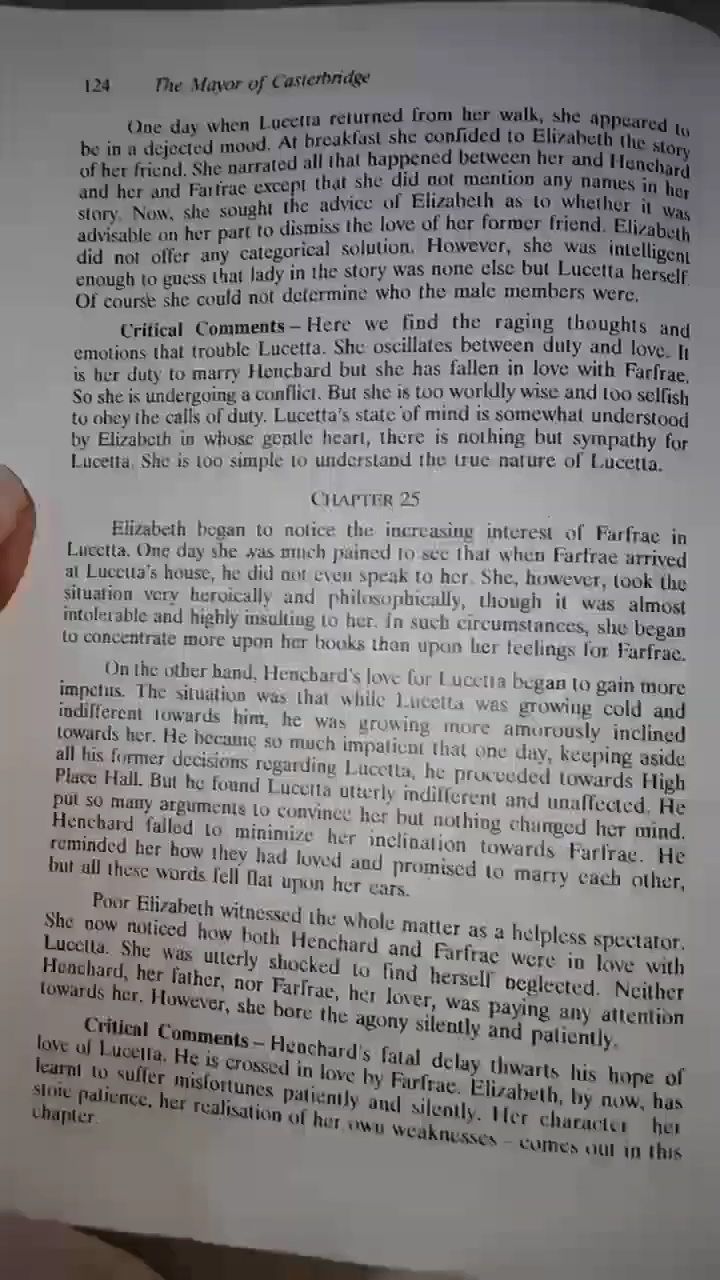 124 The Mayor of Casterbridge
One day when Lucetta returned from her walk, she appeared to
be in a dejected mood. At breakfast she confided to Elizabeth the story
of her friend. She narrated all that happened between her and Henchard
and her and Farfrae except that she did not mention any names in her
story. Now, she sought the advice of Elizabeth as to whether it was
advisable on her part to dismiss the love of her former friend. Elizabeth
did not offer any categorical solution. However, she was intelligent
enough to guess that lady in the story was none else but Lucetta herself.
Of course she could not determine who the male members were.
Critical Comments – Here we find the raging thoughts and
emotions that trouble Lucetta. She oscillates between duty and love. It
is her duty to marry Henchard but she has fallen in love with Farfrae.
So she is undergoing a conflict. But she is too worldly wise and too selfish
to obey the calls of duty. Lucetta's state of mind is somewhat understood
by Elizabeth in whose gentle heart, there is nothing but sympathy for
Lucetta. She is too simple to understand the true nature of Lucetta.
CHAPTER 25
Elizabeth began to notice the increasing interest of Farfrae in
Lucetta. One day she was much pained to see that when Farfrae arrived
at Lucetta's house, he did not even speak to her. She, however, took the
situation very heroically and philosophically, though it was almost
intolerable and highly insulting to her. In such circumstances, she began
to concentrate more upon her books than upon her feelings for Farfrae.
On the other hand, Henchard's love for Lucetta began to gain more
impetus. The situation was that while Lucetta was growing cold and
indifferent towards him, he was growing more amorously inclined
towards her. He became so much impatient that one day, keeping aside
all his former decisions regarding Lucetta, he proceeded towards High
Place Hall. But he found Lucetta utterly indifferent and unaffected. He
put so many arguments to convince her but nothing changed her mind.
Henchard failed to minimize her inclination towards Farfrae. He
reminded her how they had loved and promised to marry each other,
but all these words fell flat upon her ears.
Poor Elizabeth witnessed the whole matter as a helpless spectator.
She now noticed how both Henchard and Farfrae were in love with
Lucetta. She was utterly shocked to find herself neglected. Neither
Henchard, her father, nor Farfrae, her lover, was paying any attention
towards her. However, she bore the agony silently and patiently.
Critical Comments – Henchard's fatal delay thwarts his hope of
love of Lucetta. He is crossed in love by Farfrae. Elizabeth, by now, has
learnt to suffer misfortunes patiently and silently. Her character her
stoic patience, her realisation of her own weaknesses – comes out in this
chapter.